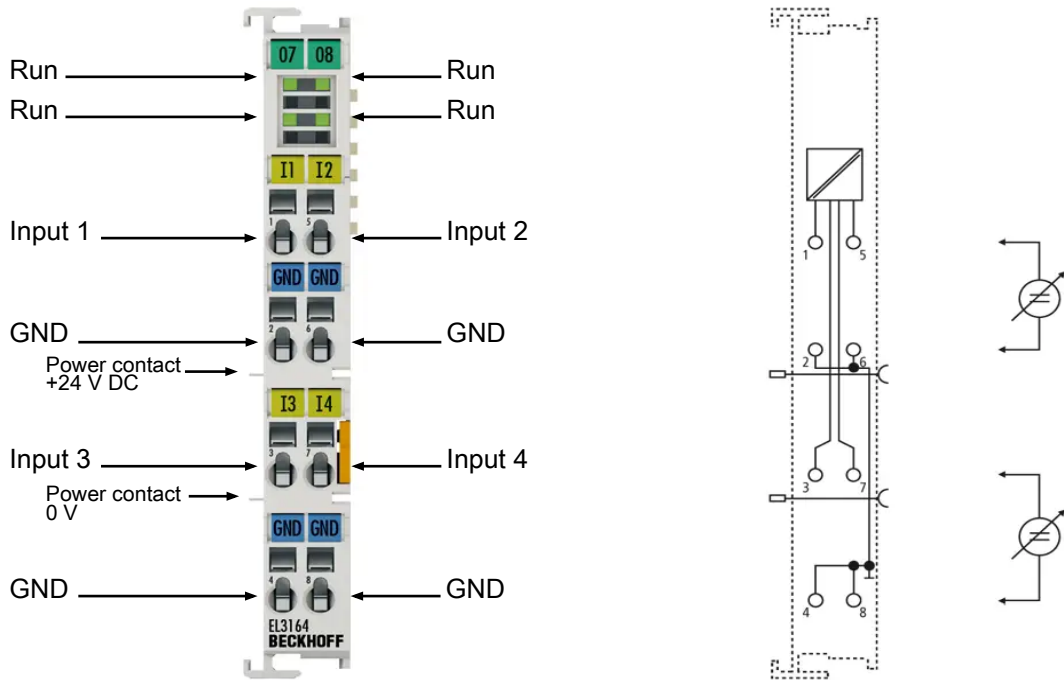 07 08
Run
Run
Run
Run
I1 I2
1 5
Input 1
Input 2
GND GND
2 6
GND
GND
Power contact
+24 V DC
I3 I4
3 7
Input 3
Input 4
Power contact
0 V
GND GND
4 8
GND
GND
EL3164
BECKHOFF
1 5
2 6
3 7
4 8